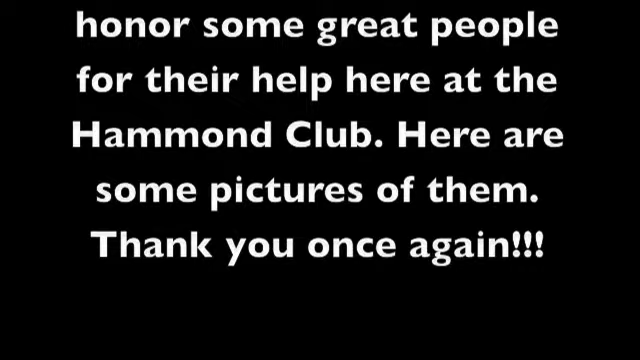 honor some great people
for their help here at the
Hammond Club. Here are
some pictures of them.
Thank you once again!!!